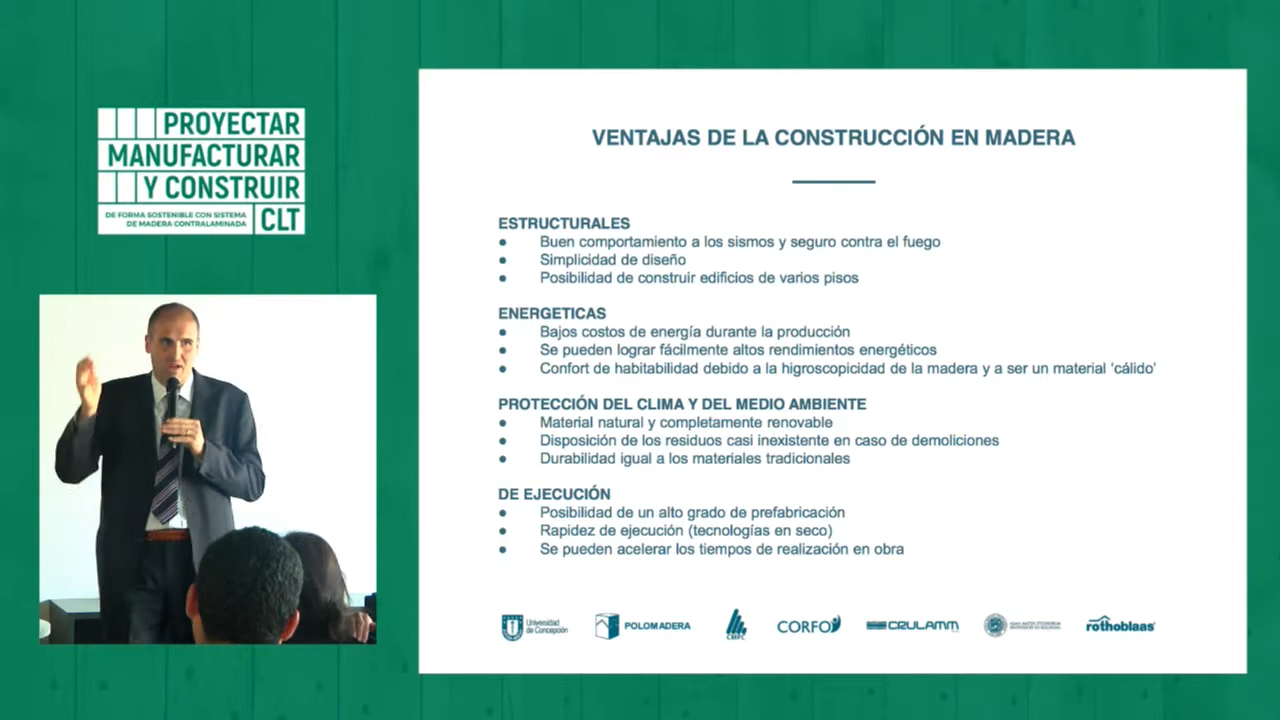 PROYECTAR
MANUFACTURAR
Y CONSTRUIR
DE FORMA SOSTENIBLE CON SISTEMA
DE MADERA CONTRALAMINADA
CLT
VENTAJAS DE LA CONSTRUCCIÓN EN MADERA
ESTRUCTURALES
● Buen comportamiento a los sismos y seguro contra el fuego
● Simplicidad de diseño
● Posibilidad de construir edificios de varios pisos
ENERGETICAS
● Bajos costos de energía durante la producción
● Se pueden lograr fácilmente altos rendimientos energéticos
● Confort de habitabilidad debido a la higroscopicidad de la madera y a ser un material ‘cálido’
PROTECCIÓN DEL CLIMA Y DEL MEDIO AMBIENTE
● Material natural y completamente renovable
● Disposición de los residuos casi inexistente en caso de demoliciones
● Durabilidad igual a los materiales tradicionales
DE EJECUCIÓN
● Posibilidad de un alto grado de prefabricación
● Rapidez de ejecución (tecnologías en seco)
● Se pueden acelerar los tiempos de realización en obra
Universidad
de Concepción
POLOMADERA
CMPC
CORFO
CRULAMM
rothoblaas